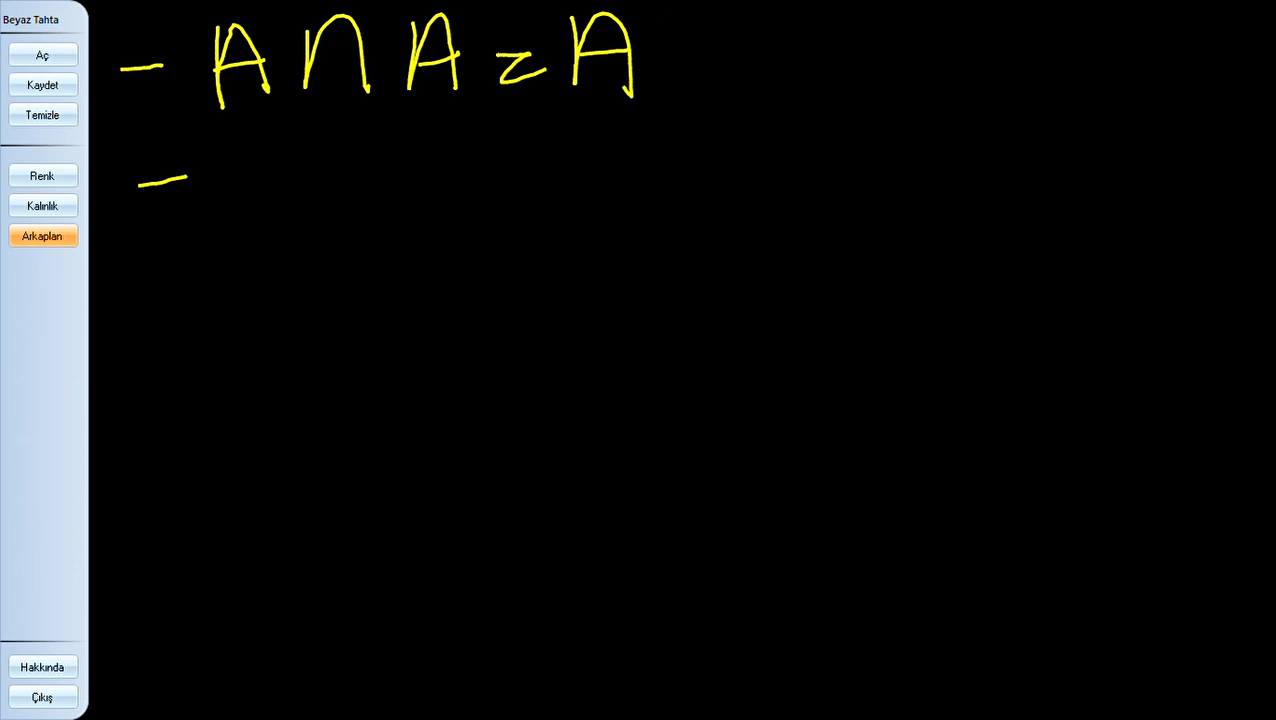 Beyaz Tahta
Aç
Kaydet
Temizle
Renk
Kalınlık
Arkaplan
Hakkında
Çıkış
- A ∩ A = A
-